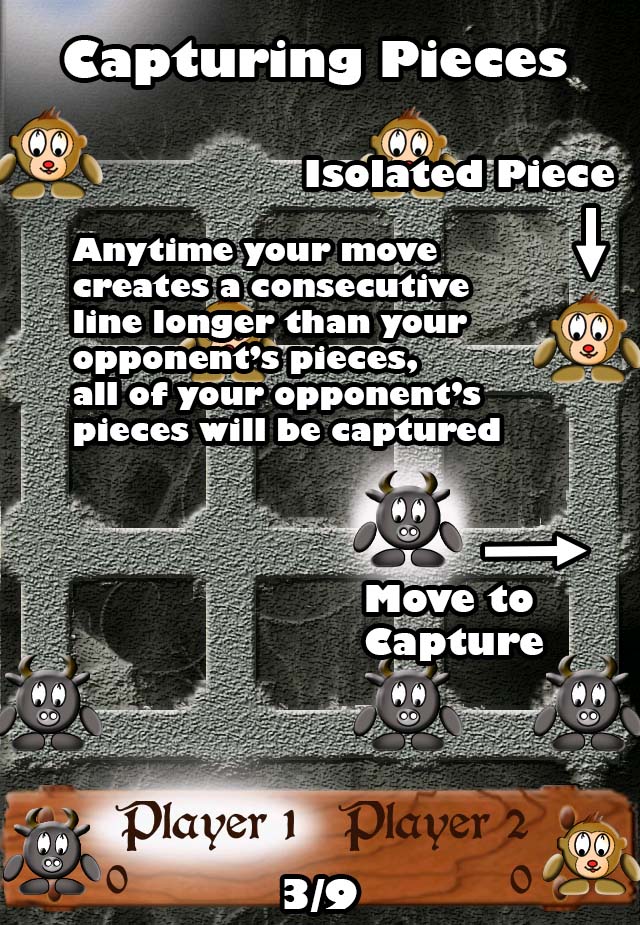 Capturing Pieces
Isolated Piece
Anytime your move
creates a consecutive
line longer than your
opponent's pieces,
all of your opponent's
pieces will be captured
Move to
Capture
Player 1 Player 2
0 0
3/9